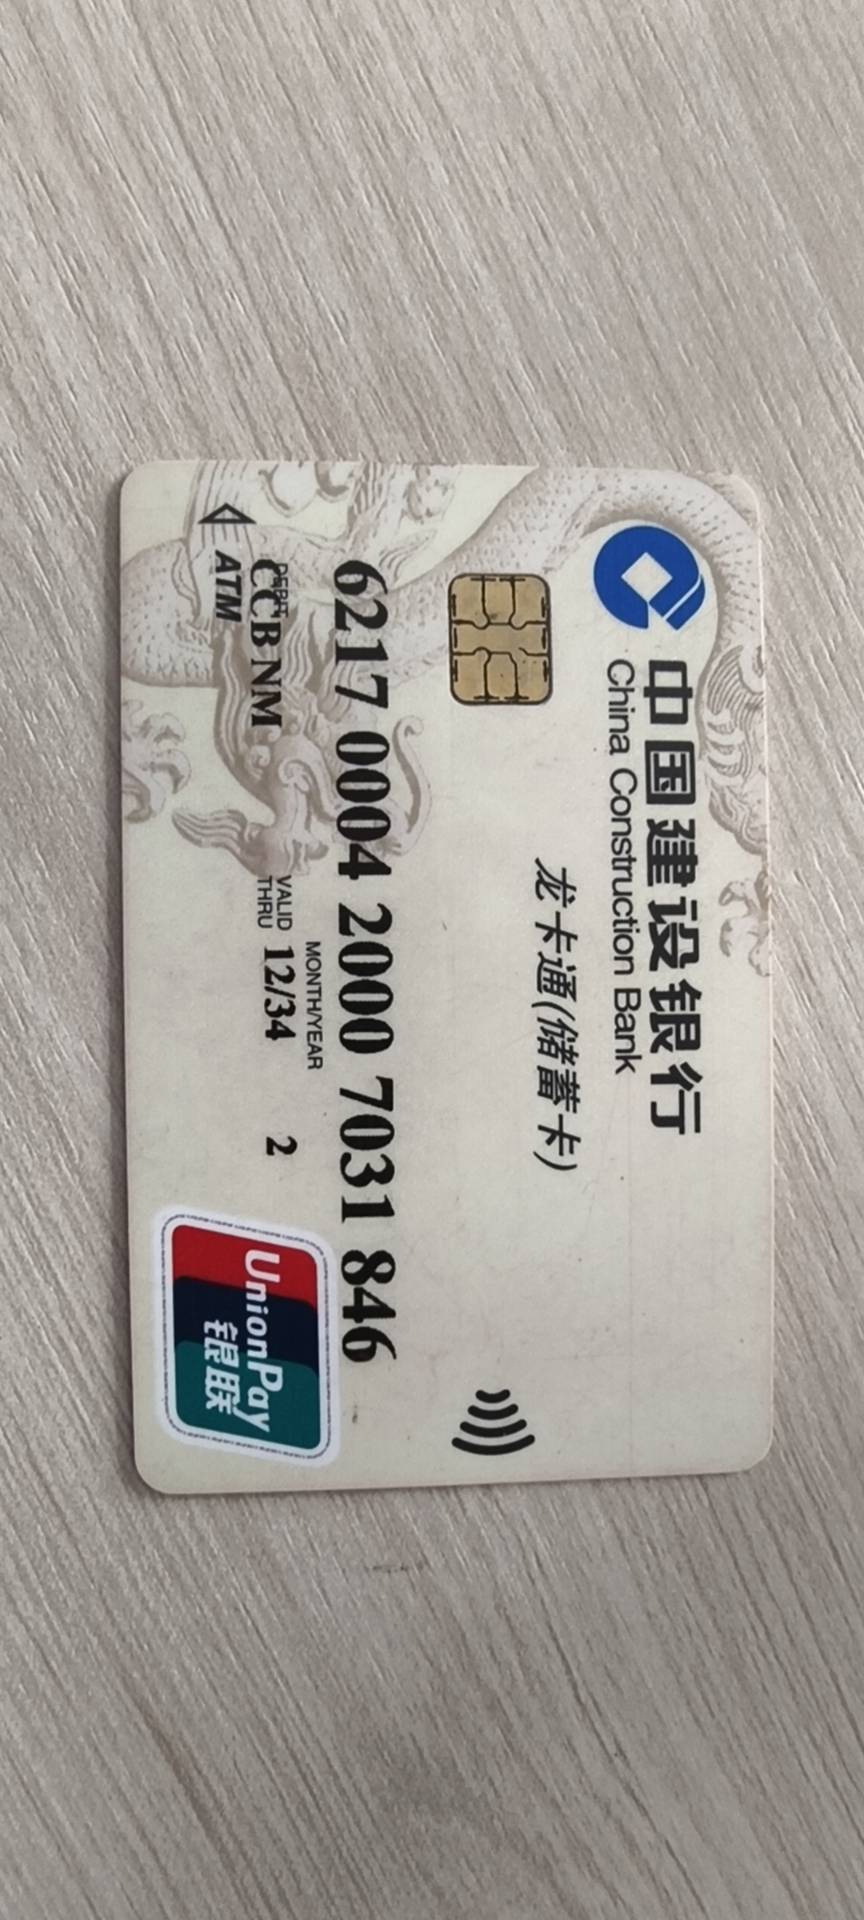 中国建设银行
China Construction Bank
龙卡通(储蓄卡)
6217 0004 2000 7031 846
MONTH/YEAR
VALID THRU 12/34 2
DEBIT
CCB NM
ATM
UnionPay
银联